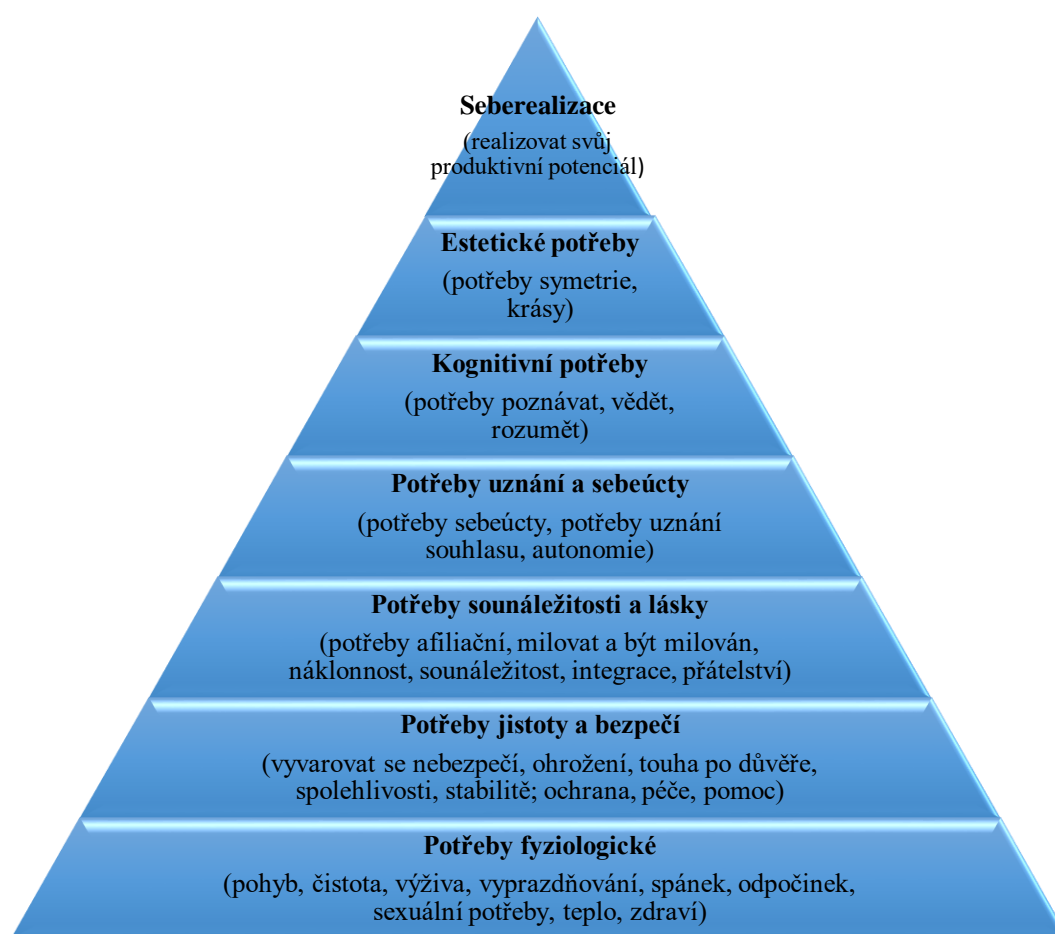 Seberealizace
(realizovat svůj
produktivní potenciál)
Estetické potřeby
(potřeby symetrie,
krásy)
Kognitivní potřeby
(potřeby poznávat, vědět,
rozumět)
Potřeby uznání a sebeúcty
(potřeby sebeúcty, potřeby uznání
souhlasu, autonomie)
Potřeby sounáležitosti a lásky
(potřeby afiliační, milovat a být milován,
náklonnost, sounáležitost, integrace, přátelství)
Potřeby jistoty a bezpečí
(vyvarovat se nebezpečí, ohrožení, touha po důvěře,
spolehlivosti, stabilitě; ochrana, péče, pomoc)
Potřeby fyziologické
(pohyb, čistota, výživa, vyprazdňování, spánek, odpočinek,
sexuální potřeby, teplo, zdraví)